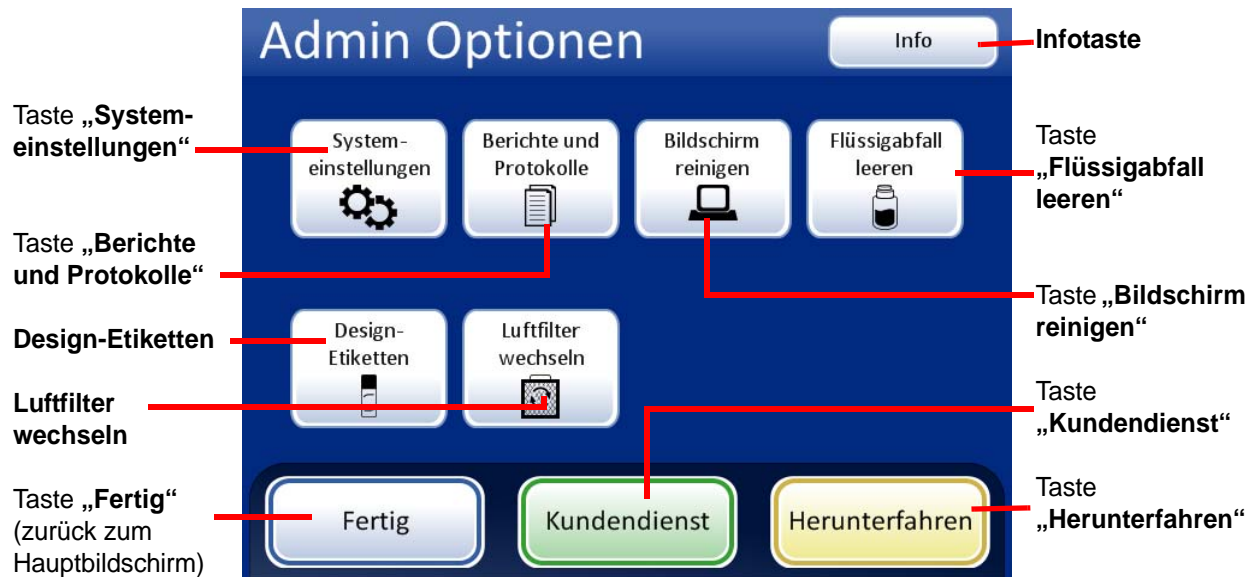 Admin Optionen
Info
Infotaste
Taste „System-
einstellungen“
System-
einstellungen
Berichte und
Protokolle
Bildschirm
reinigen
Flüssigabfall
leeren
Taste
„Flüssigabfall
leeren“
Taste „Berichte
und Protokolle“
Taste „Bildschirm
reinigen“
Design-Etiketten
Design-
Etiketten
Luftfilter
wechseln
Luftfilter
wechseln
Taste
„Kundendienst“
Taste „Fertig“
(zurück zum
Hauptbildschirm)
Fertig
Kundendienst
Herunterfahren
Taste
„Herunterfahren“